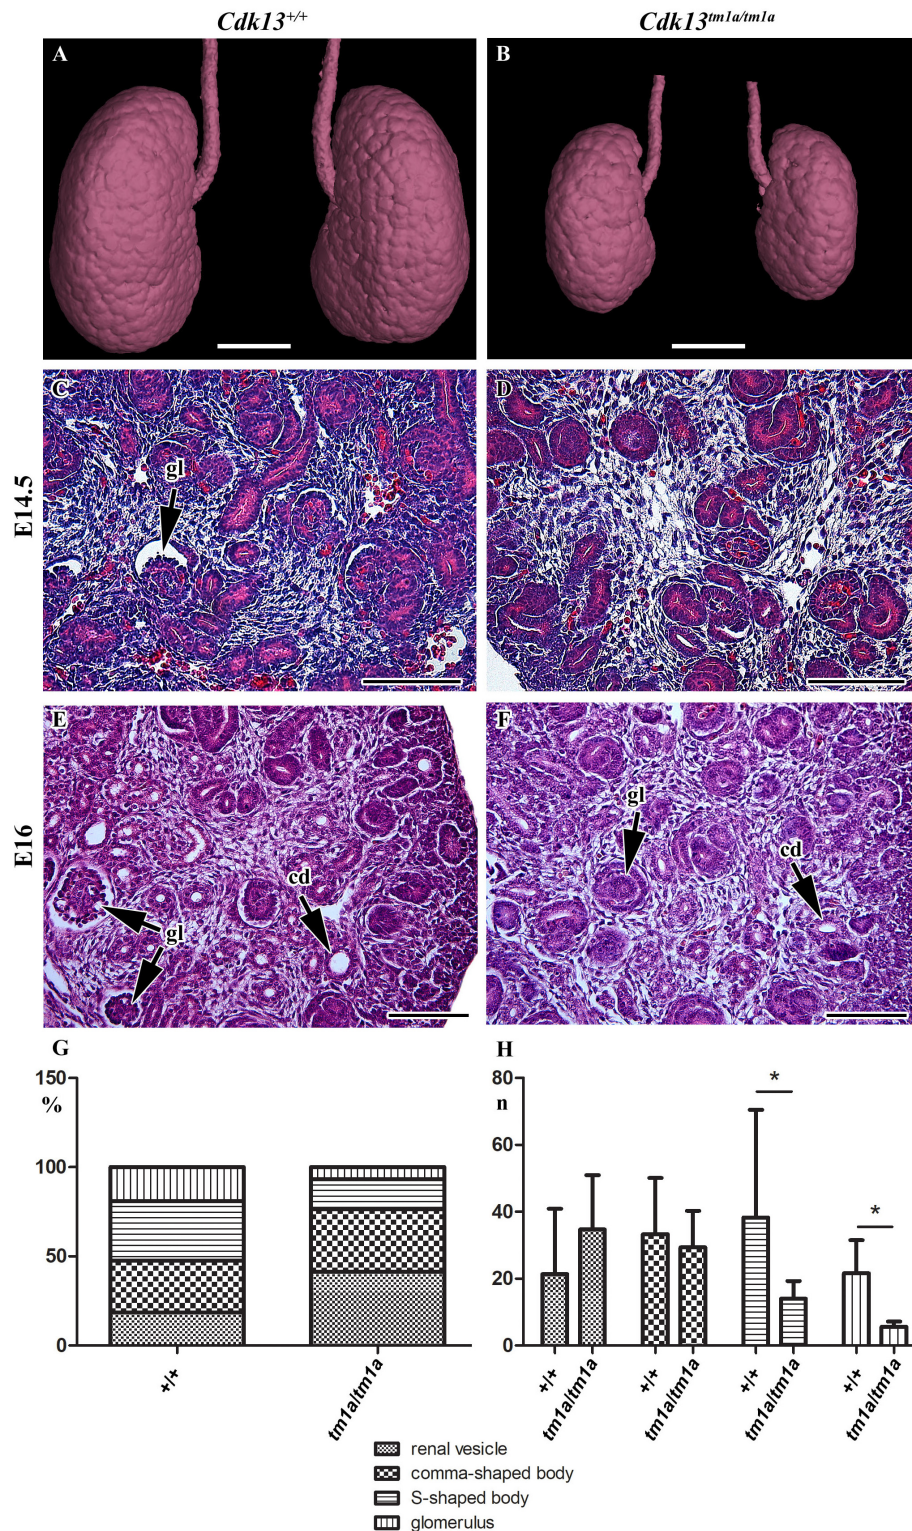 Cdk13+/+
Cdk13tm1a/tm1a
A
B
C
gl
D
E14.5
E
cd
gl
F
gl
cd
E16
G
150
%
100
50
0
+/+
tm1a/tm1a
H
80
n
60
40
20
0
*
*
+/+
tm1a/tm1a
+/+
tm1a/tm1a
+/+
tm1a/tm1a
+/+
tm1a/tm1a
renal vesicle
comma-shaped body
S-shaped body
glomerulus